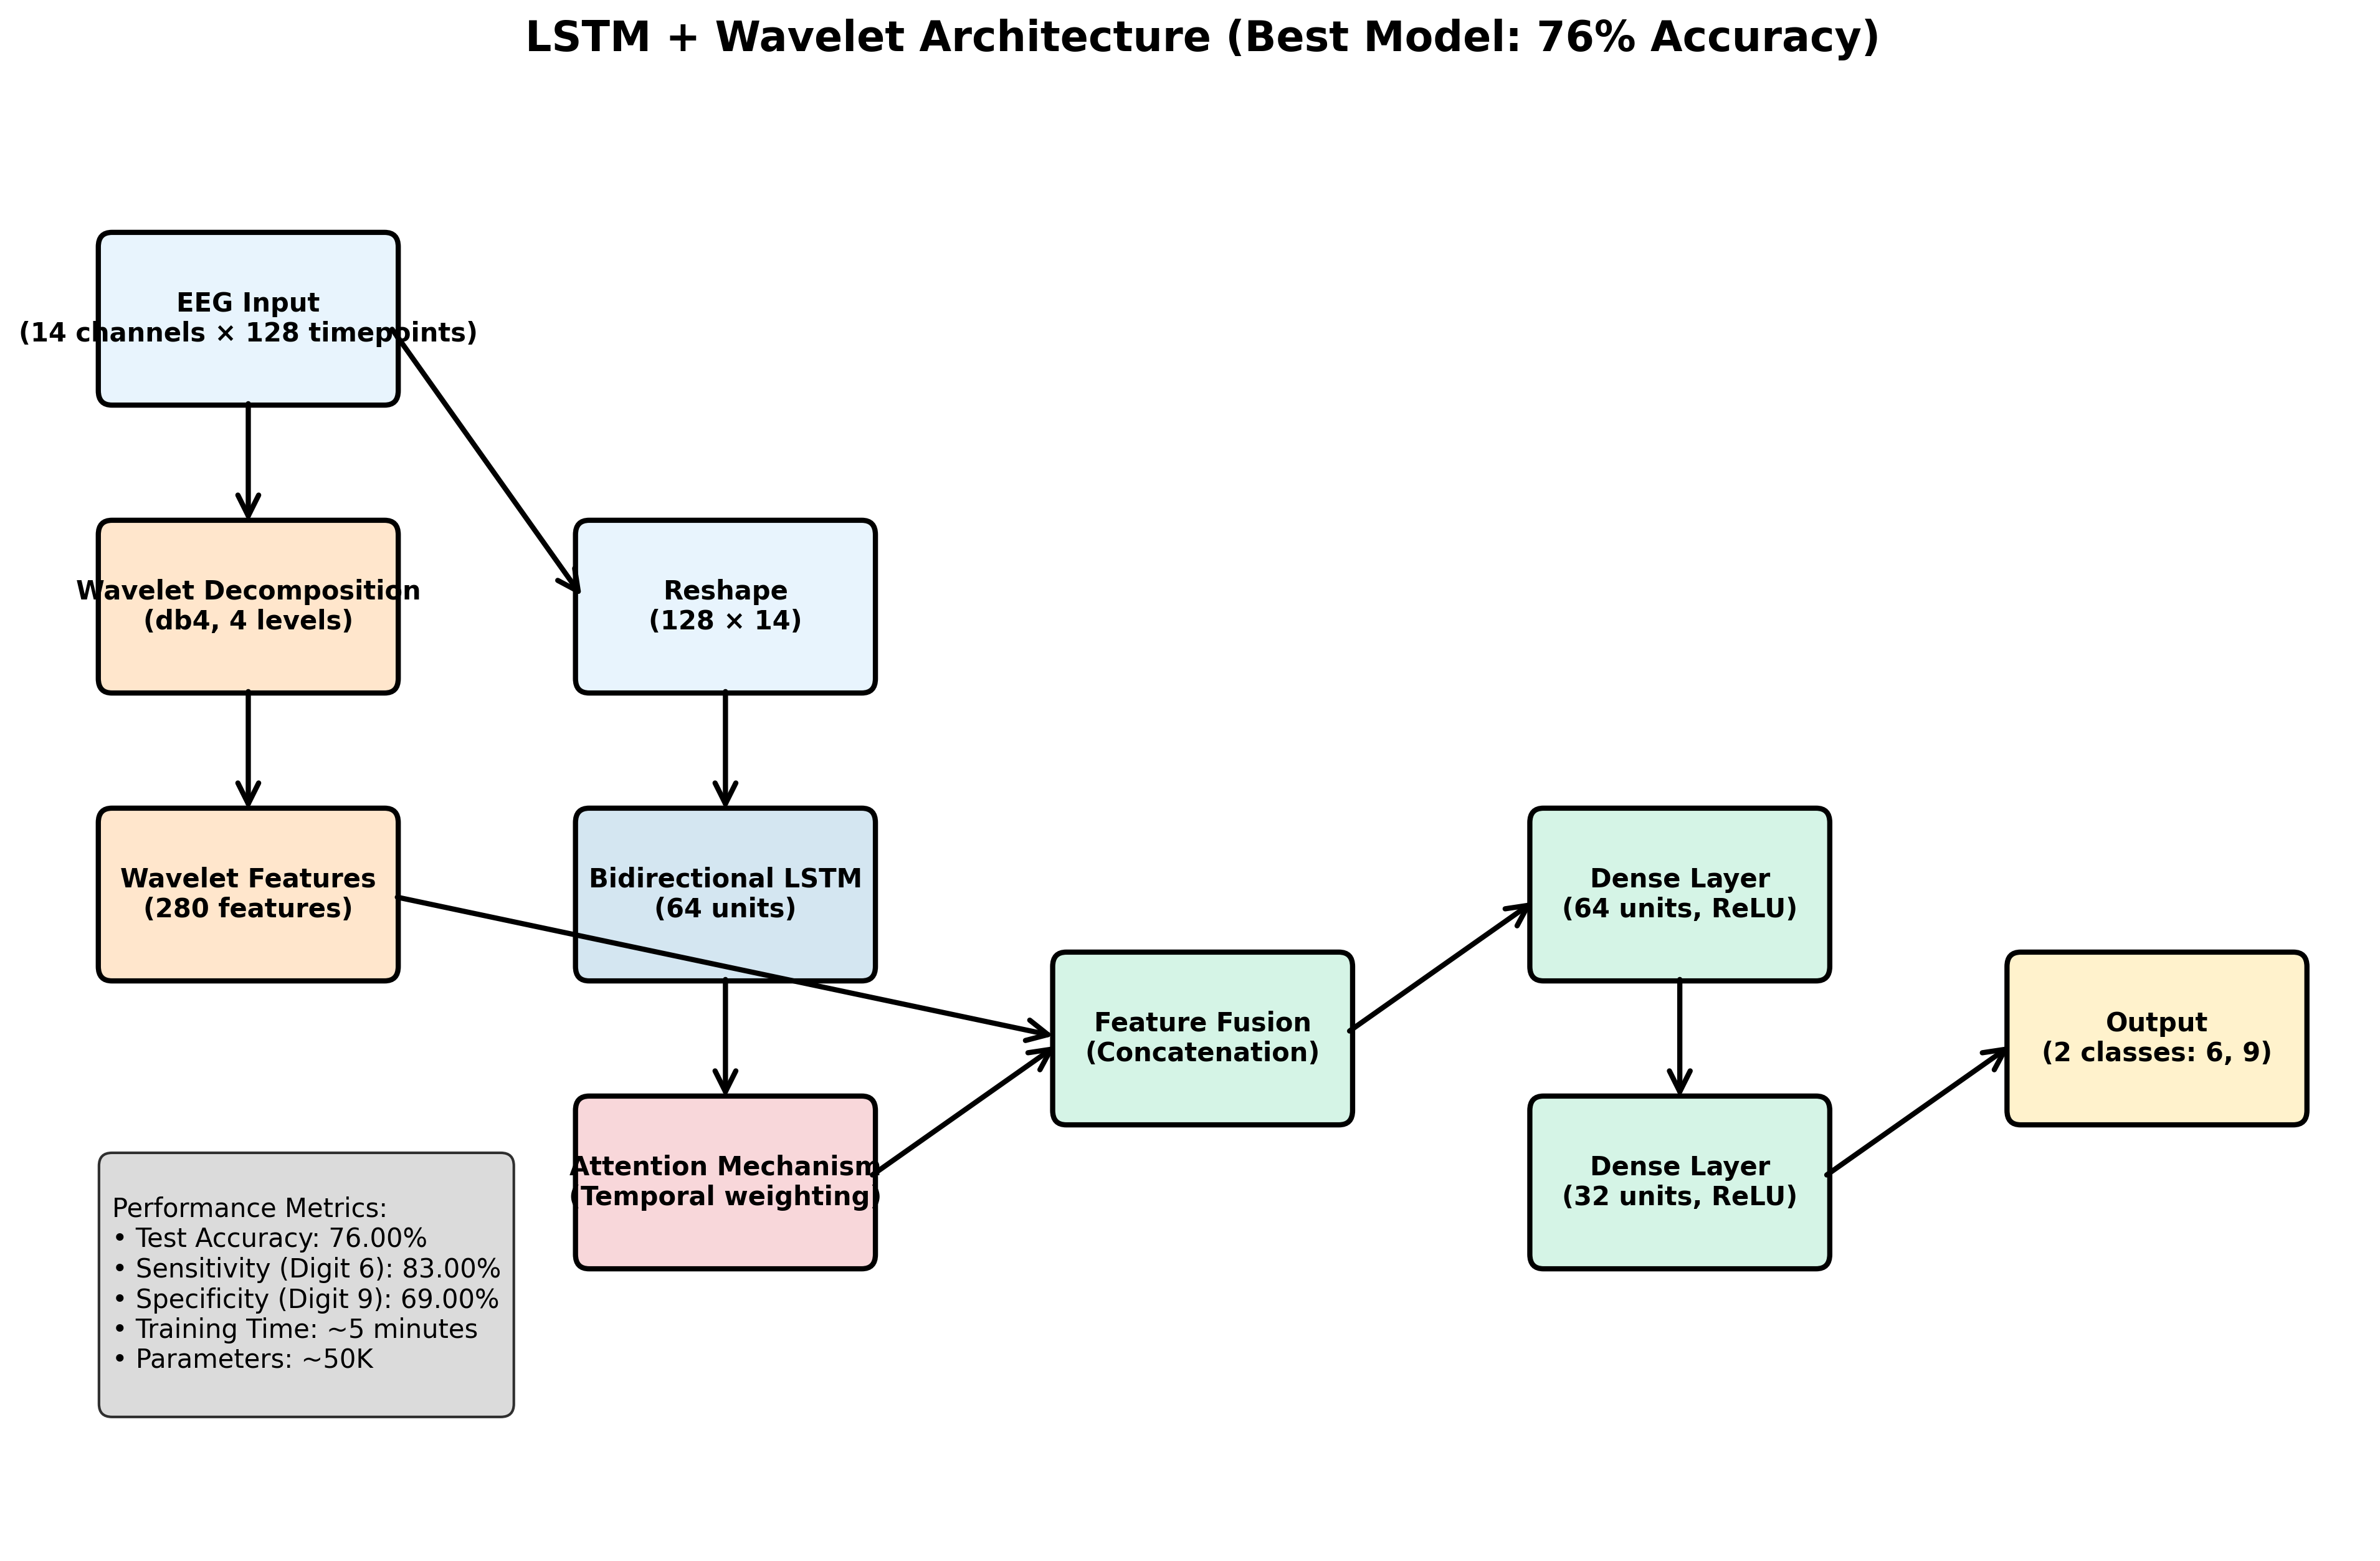 LSTM + Wavelet Architecture (Best Model: 76% Accuracy)
EEG Input
(14 channels × 128 timepoints)
Wavelet Decomposition
(db4, 4 levels)
Reshape
(128 × 14)
Wavelet Features
(280 features)
Bidirectional LSTM
(64 units)
Attention Mechanism
(Temporal weighting)
Feature Fusion
(Concatenation)
Dense Layer
(64 units, ReLU)
Dense Layer
(32 units, ReLU)
Output
(2 classes: 6, 9)
Performance Metrics:
• Test Accuracy: 76.00%
• Sensitivity (Digit 6): 83.00%
• Specificity (Digit 9): 69.00%
• Training Time: ~5 minutes
• Parameters: ~50K